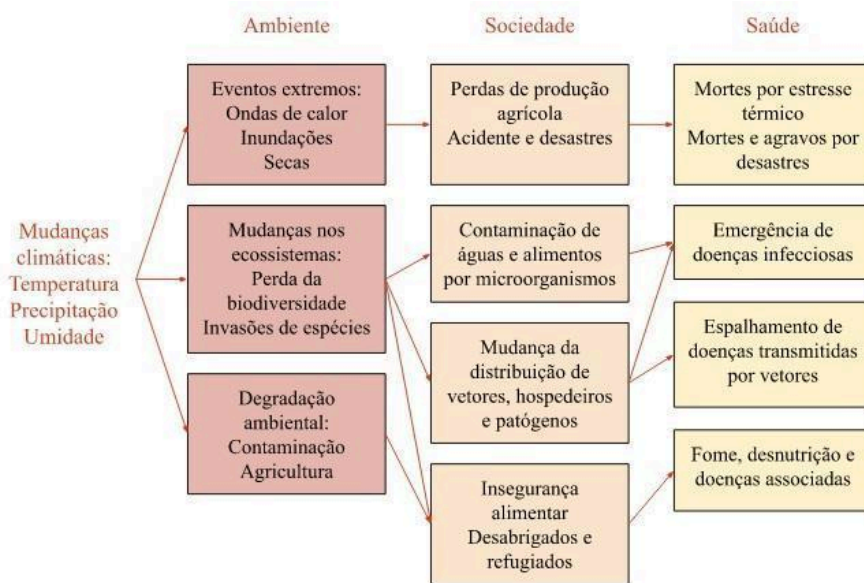 Ambiente
Sociedade
Saúde
Mudanças
climáticas:
Temperatura
Precipitação
Umidade
Eventos extremos:
Ondas de calor
Inundações
Secas
Mudanças nos
ecossistemas:
Perda da
biodiversidade
Invasões de espécies
Degradação
ambiental:
Contaminação
Agricultura
Perdas de produção
agrícola
Acidente e desastres
Contaminação de
águas e alimentos
por microorganismos
Mudança da
distribuição de
vetores, hospedeiros
e patógenos
Insegurança
alimentar
Desabrigados e
refugiados
Mortes por estresse
térmico
Mortes e agravos por
desastres
Emergência de
doenças infecciosas
Espalhamento de
doenças transmitidas
por vetores
Fome, desnutrição e
doenças associadas